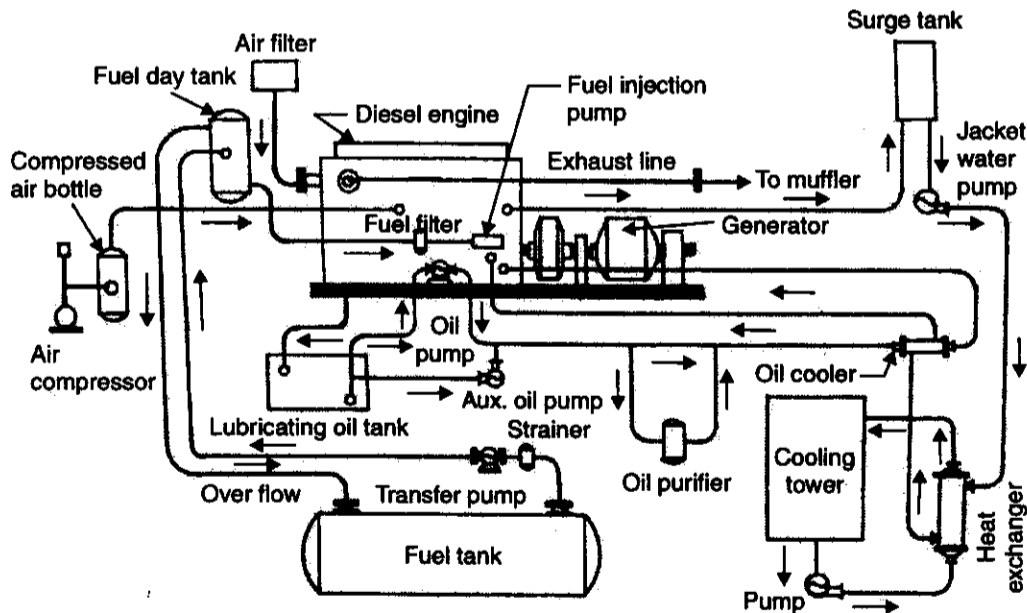 Surge tank
Air filter
Fuel day tank
Fuel injection
pump
Diesel engine
Jacket
water
pump
Compressed
air bottle
Exhaust line
To muffler
Fuel filter
Generator
Oil
pump
Air
compressor
Oil cooler
Aux. oil pump
Lubricating oil tank
Strainer
Cooling
tower
Oil purifier
Over flow
Transfer pump
Heat
exchanger
Fuel tank
Pump